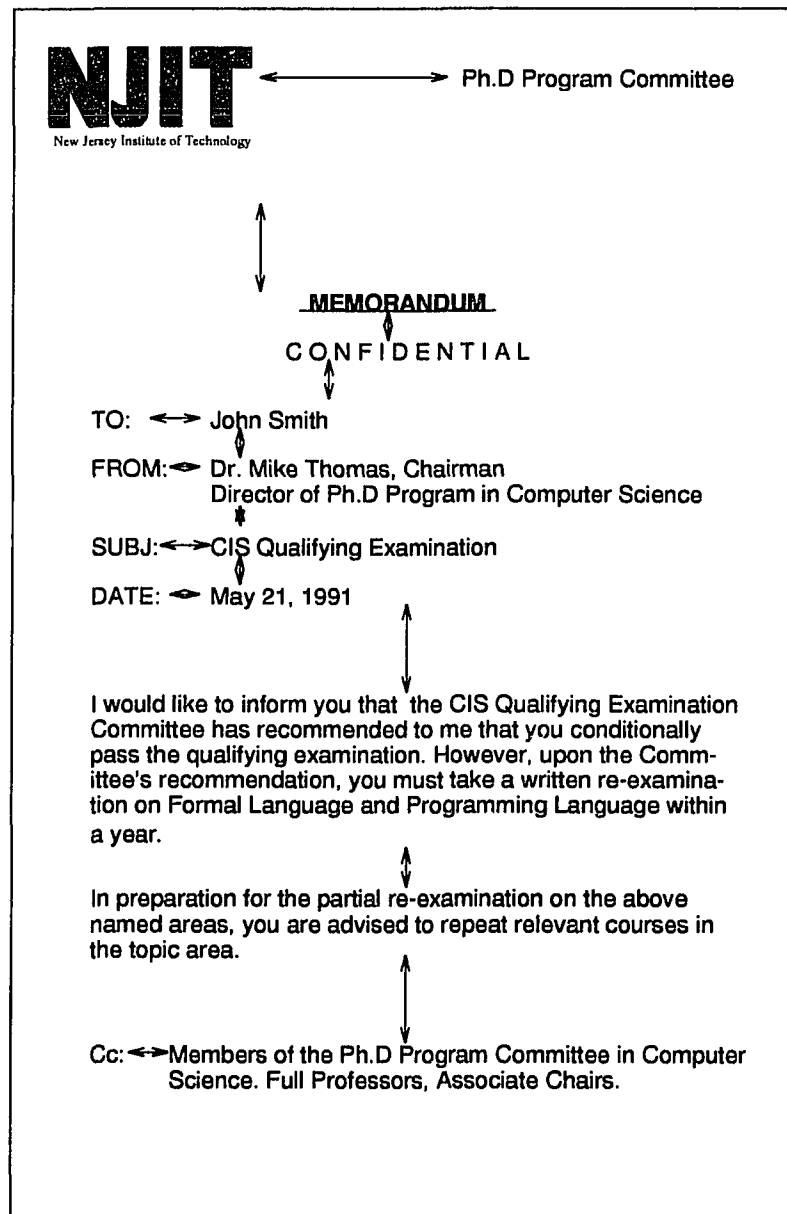 NJIT Ph.D Program Committee
New Jersey Institute of Technology
MEMORANDUM
CONFIDENTIAL
TO: John Smith
FROM: Dr. Mike Thomas, Chairman
Director of Ph.D Program in Computer Science
SUBJ: CIS Qualifying Examination
DATE: May 21, 1991
I would like to inform you that the CIS Qualifying Examination
Committee has recommended to me that you conditionally
pass the qualifying examination. However, upon the Comm-
ittee's recommendation, you must take a written re-examina-
tion on Formal Language and Programming Language within
a year.
In preparation for the partial re-examination on the above
named areas, you are advised to repeat relevant courses in
the topic area.
Cc: Members of the Ph.D Program Committee in Computer
Science. Full Professors, Associate Chairs.